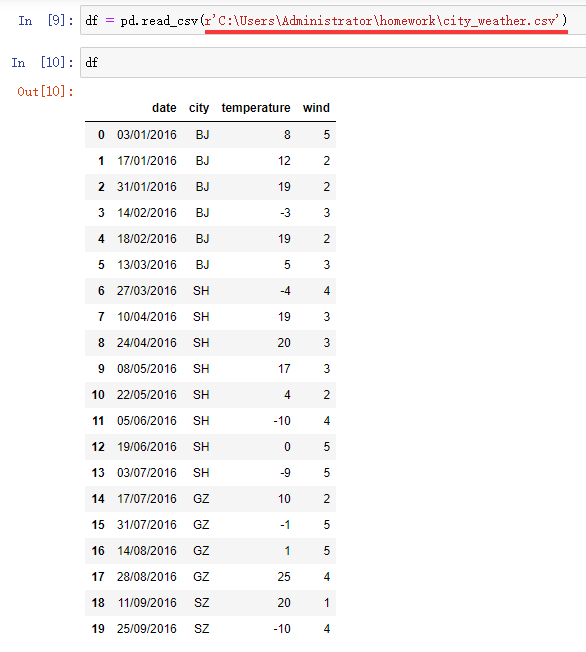 In [9]: df = pd.read_csv(r'C:\Users\Administrator\homework\city_weather.csv')
In [10]: df
Out[10]:
date city temperature wind
0 03/01/2016 BJ 8 5
1 17/01/2016 BJ 12 2
2 31/01/2016 BJ 19 2
3 14/02/2016 BJ -3 3
4 18/02/2016 BJ 19 2
5 13/03/2016 BJ 5 3
6 27/03/2016 SH -4 4
7 10/04/2016 SH 19 3
8 24/04/2016 SH 20 3
9 08/05/2016 SH 17 3
10 22/05/2016 SH 4 2
11 05/06/2016 SH -10 4
12 19/06/2016 SH 0 5
13 03/07/2016 SH -9 5
14 17/07/2016 GZ 10 2
15 31/07/2016 GZ -1 5
16 14/08/2016 GZ 1 5
17 28/08/2016 GZ 25 4
18 11/09/2016 SZ 20 1
19 25/09/2016 SZ -10 4